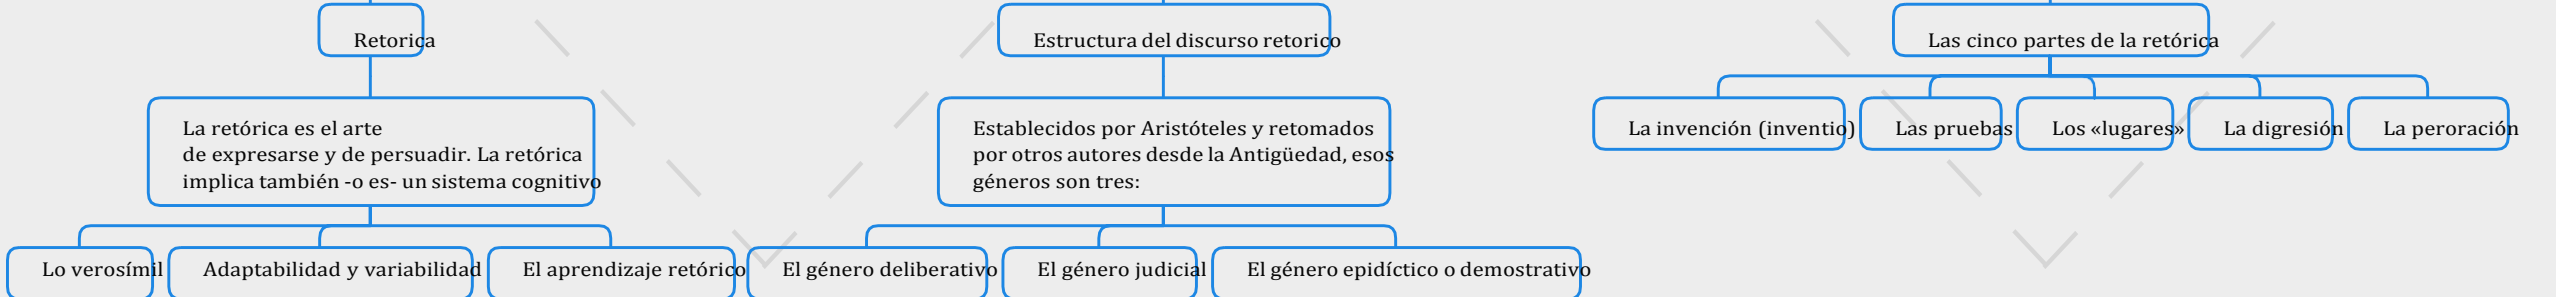 Retorica
Estructura del discurso retorico
Las cinco partes de la retórica
La retórica es el arte
de expresarse y de persuadir. La retórica
implica también -o es- un sistema cognitivo
Establecidos por Aristóteles y retomados
por otros autores desde la Antigüedad, esos
géneros son tres:
La invención (inventio)
Las pruebas
Los «lugares»
La digresión
La peroración
Lo verosímil
Adaptabilidad y variabilidad
El aprendizaje retórico
El género deliberativo
El género judicial
El género epidíctico o demostrativo